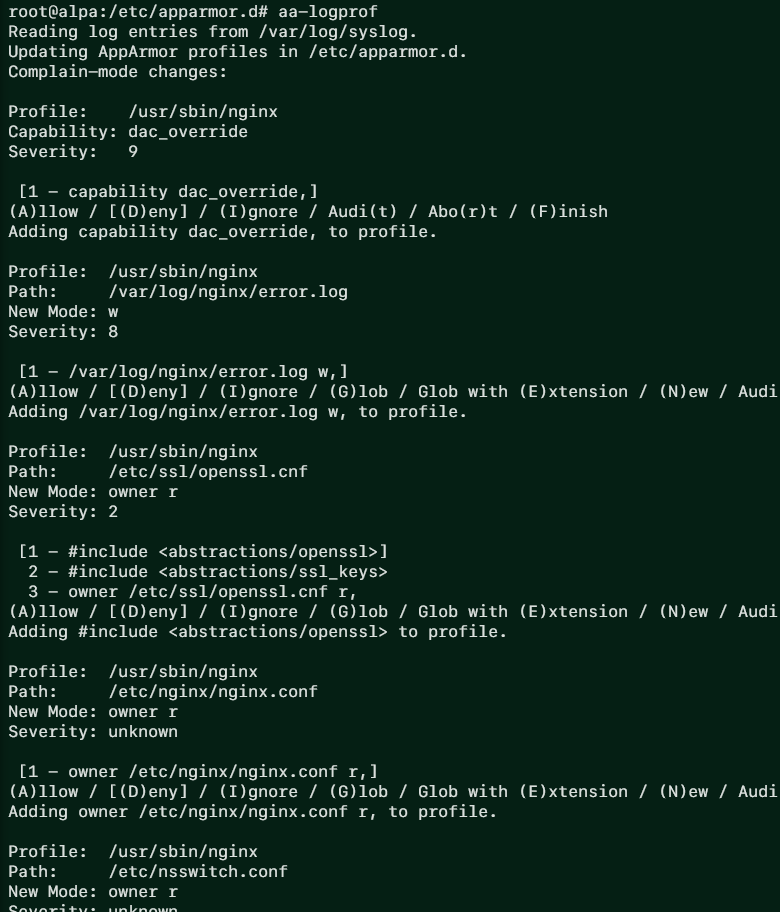 root@alpa:/etc/apparmor.d# aa-logprof
Reading log entries from /var/log/syslog.
Updating AppArmor profiles in /etc/apparmor.d.
Complain-mode changes:
Profile:    /usr/sbin/nginx
Capability: dac_override
Severity:   9
[1 - capability dac_override,]
(A)llow / [(D)eny] / (I)gnore / Audi(t) / Abo(r)t / (F)inish
Adding capability dac_override, to profile.
Profile:  /usr/sbin/nginx
Path:     /var/log/nginx/error.log
New Mode: w
Severity: 8
[1 - /var/log/nginx/error.log w,]
(A)llow / [(D)eny] / (I)gnore / (G)lob / Glob with (E)xtension / (N)ew / Audi
Adding /var/log/nginx/error.log w, to profile.
Profile:  /usr/sbin/nginx
Path:     /etc/ssl/openssl.cnf
New Mode: owner r
Severity: 2
[1 - #include <abstractions/openssl>]
2 - #include <abstractions/ssl_keys>
3 - owner /etc/ssl/openssl.cnf r,
(A)llow / [(D)eny] / (I)gnore / (G)lob / Glob with (E)xtension / (N)ew / Audi
Adding #include <abstractions/openssl> to profile.
Profile:  /usr/sbin/nginx
Path:     /etc/nginx/nginx.conf
New Mode: owner r
Severity: unknown
[1 - owner /etc/nginx/nginx.conf r,]
(A)llow / [(D)eny] / (I)gnore / (G)lob / Glob with (E)xtension / (N)ew / Audi
Adding owner /etc/nginx/nginx.conf r, to profile.
Profile:  /usr/sbin/nginx
Path:     /etc/nsswitch.conf
New Mode: owner r
Severity: unknown